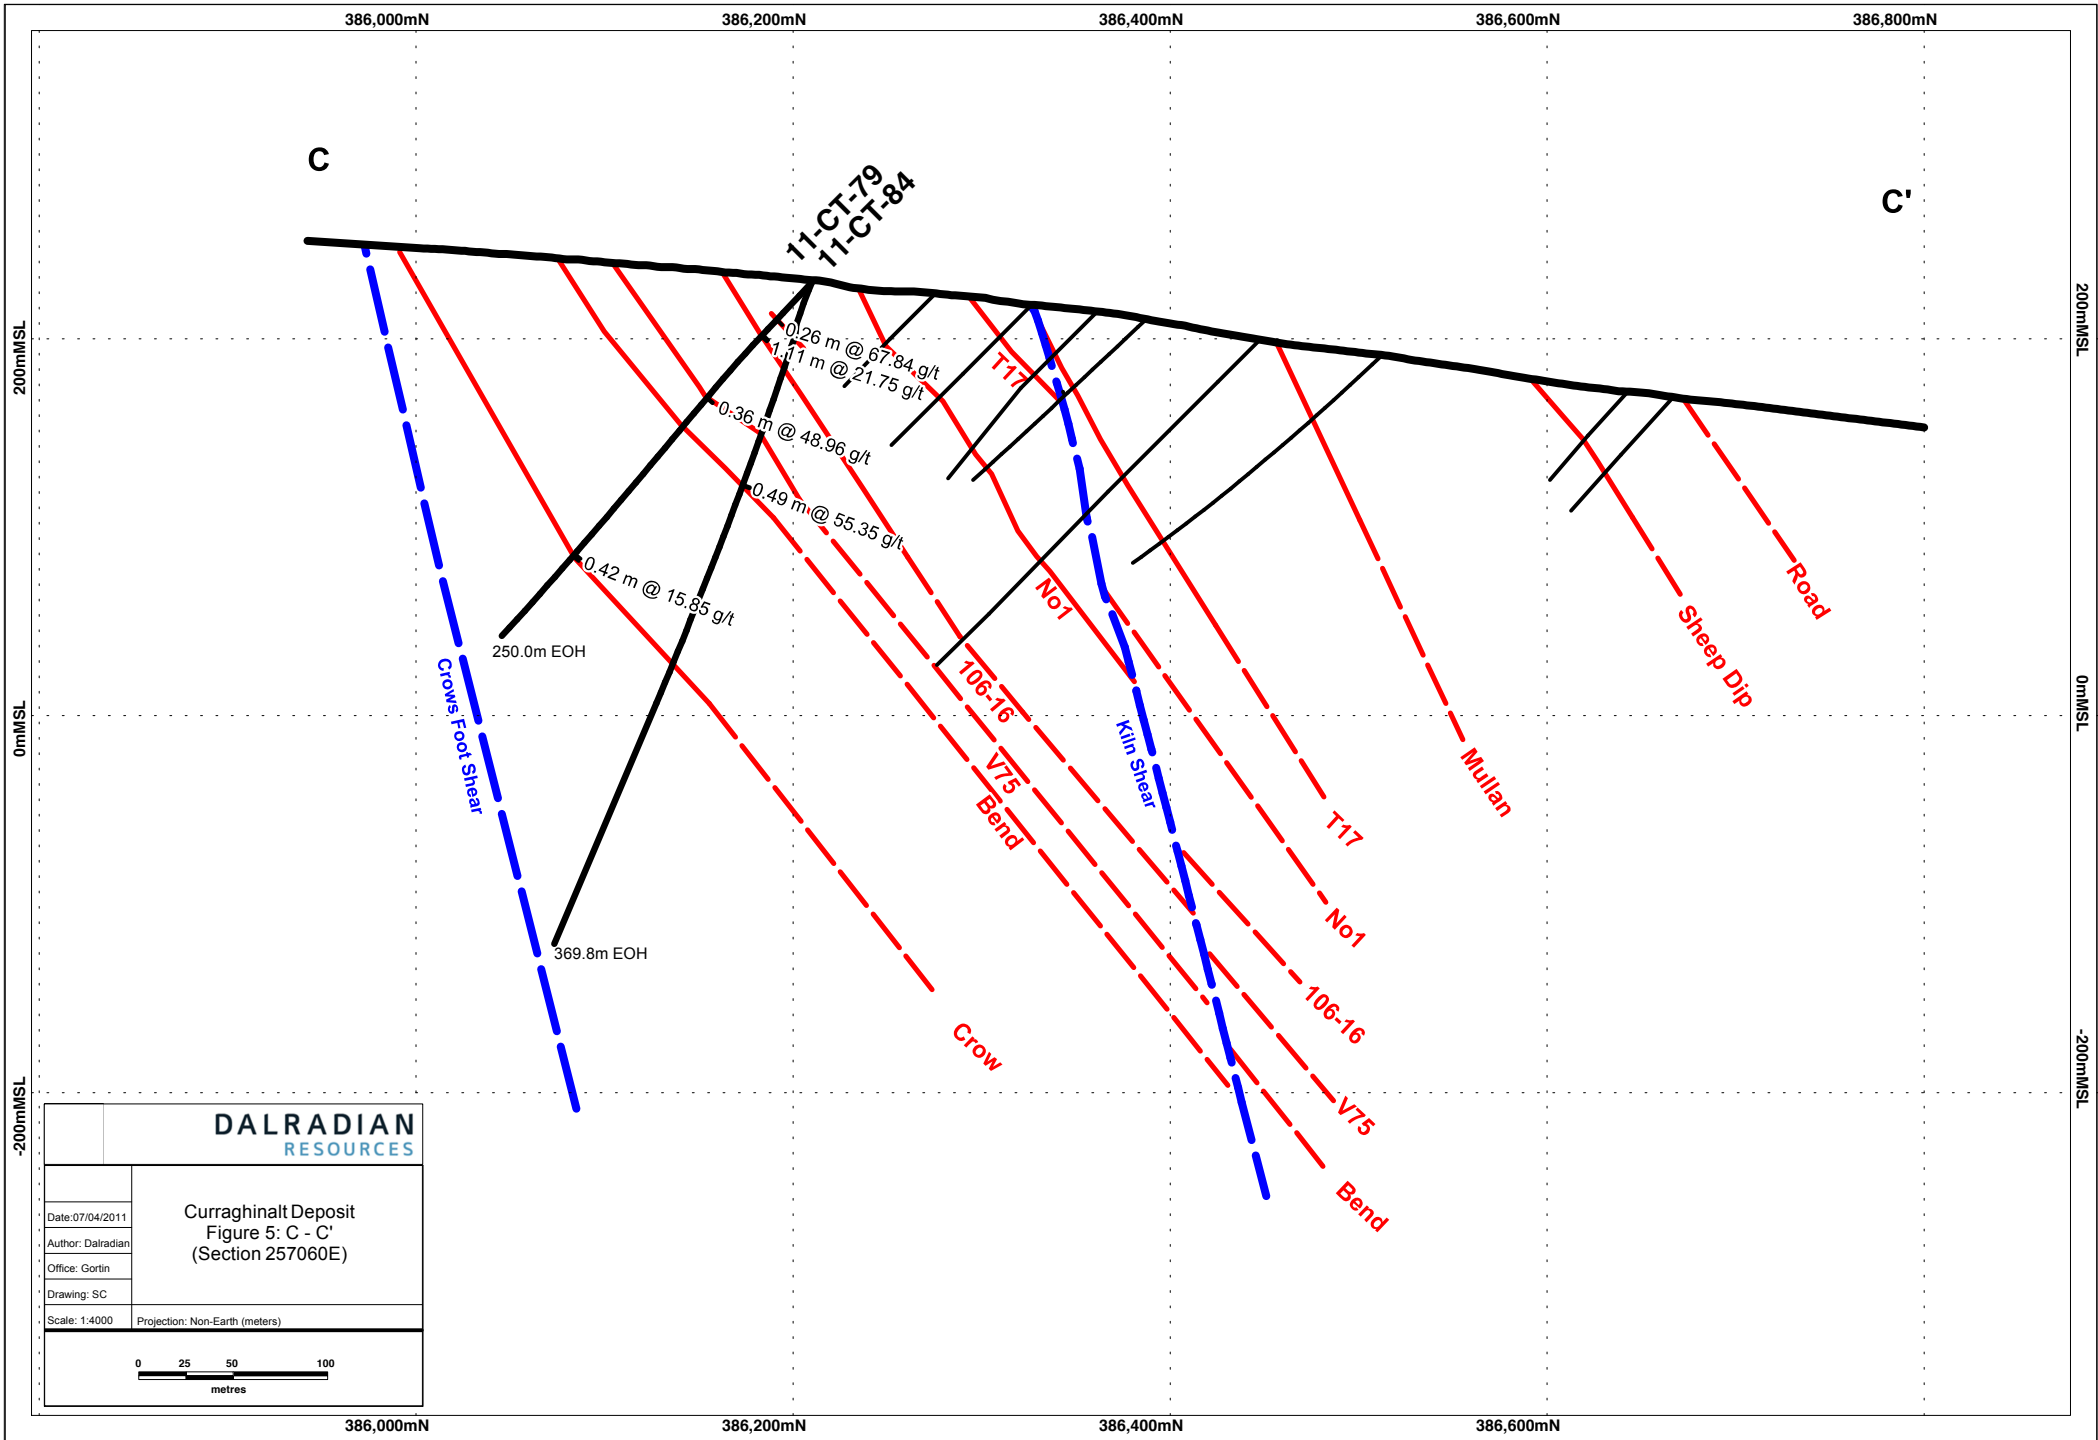 386,000mN
386,200mN
386,400mN
386,600mN
386,800mN
C
C'
11-CT-79
11-CT-84
200mMSL
200mMSL
0.26 m @ 67.84 g/t
1.11 m @ 21.75 g/t
T17
0.36 m @ 48.96 g/t
0.49 m @ 55.35 g/t
0.42 m @ 15.85 g/t
No1
Road
Sheep Dip
250.0m EOH
Crows Foot Shear
106-16
0mMSL
0mMSL
V75
Bend
Kiln Shear
Mullan
T17
No1
369.8m EOH
Crow
106-16
-200mMSL
-200mMSL
V75
Bend
DALRADIAN
RESOURCES
Date:07/04/2011
Author: Dalradian
Office: Gortin
Drawing: SC
Scale: 1:4000
Curraghinalt Deposit
Figure 5: C - C'
(Section 257060E)
Projection: Non-Earth (meters)
0 25 50 100
metres
386,000mN
386,200mN
386,400mN
386,600mN